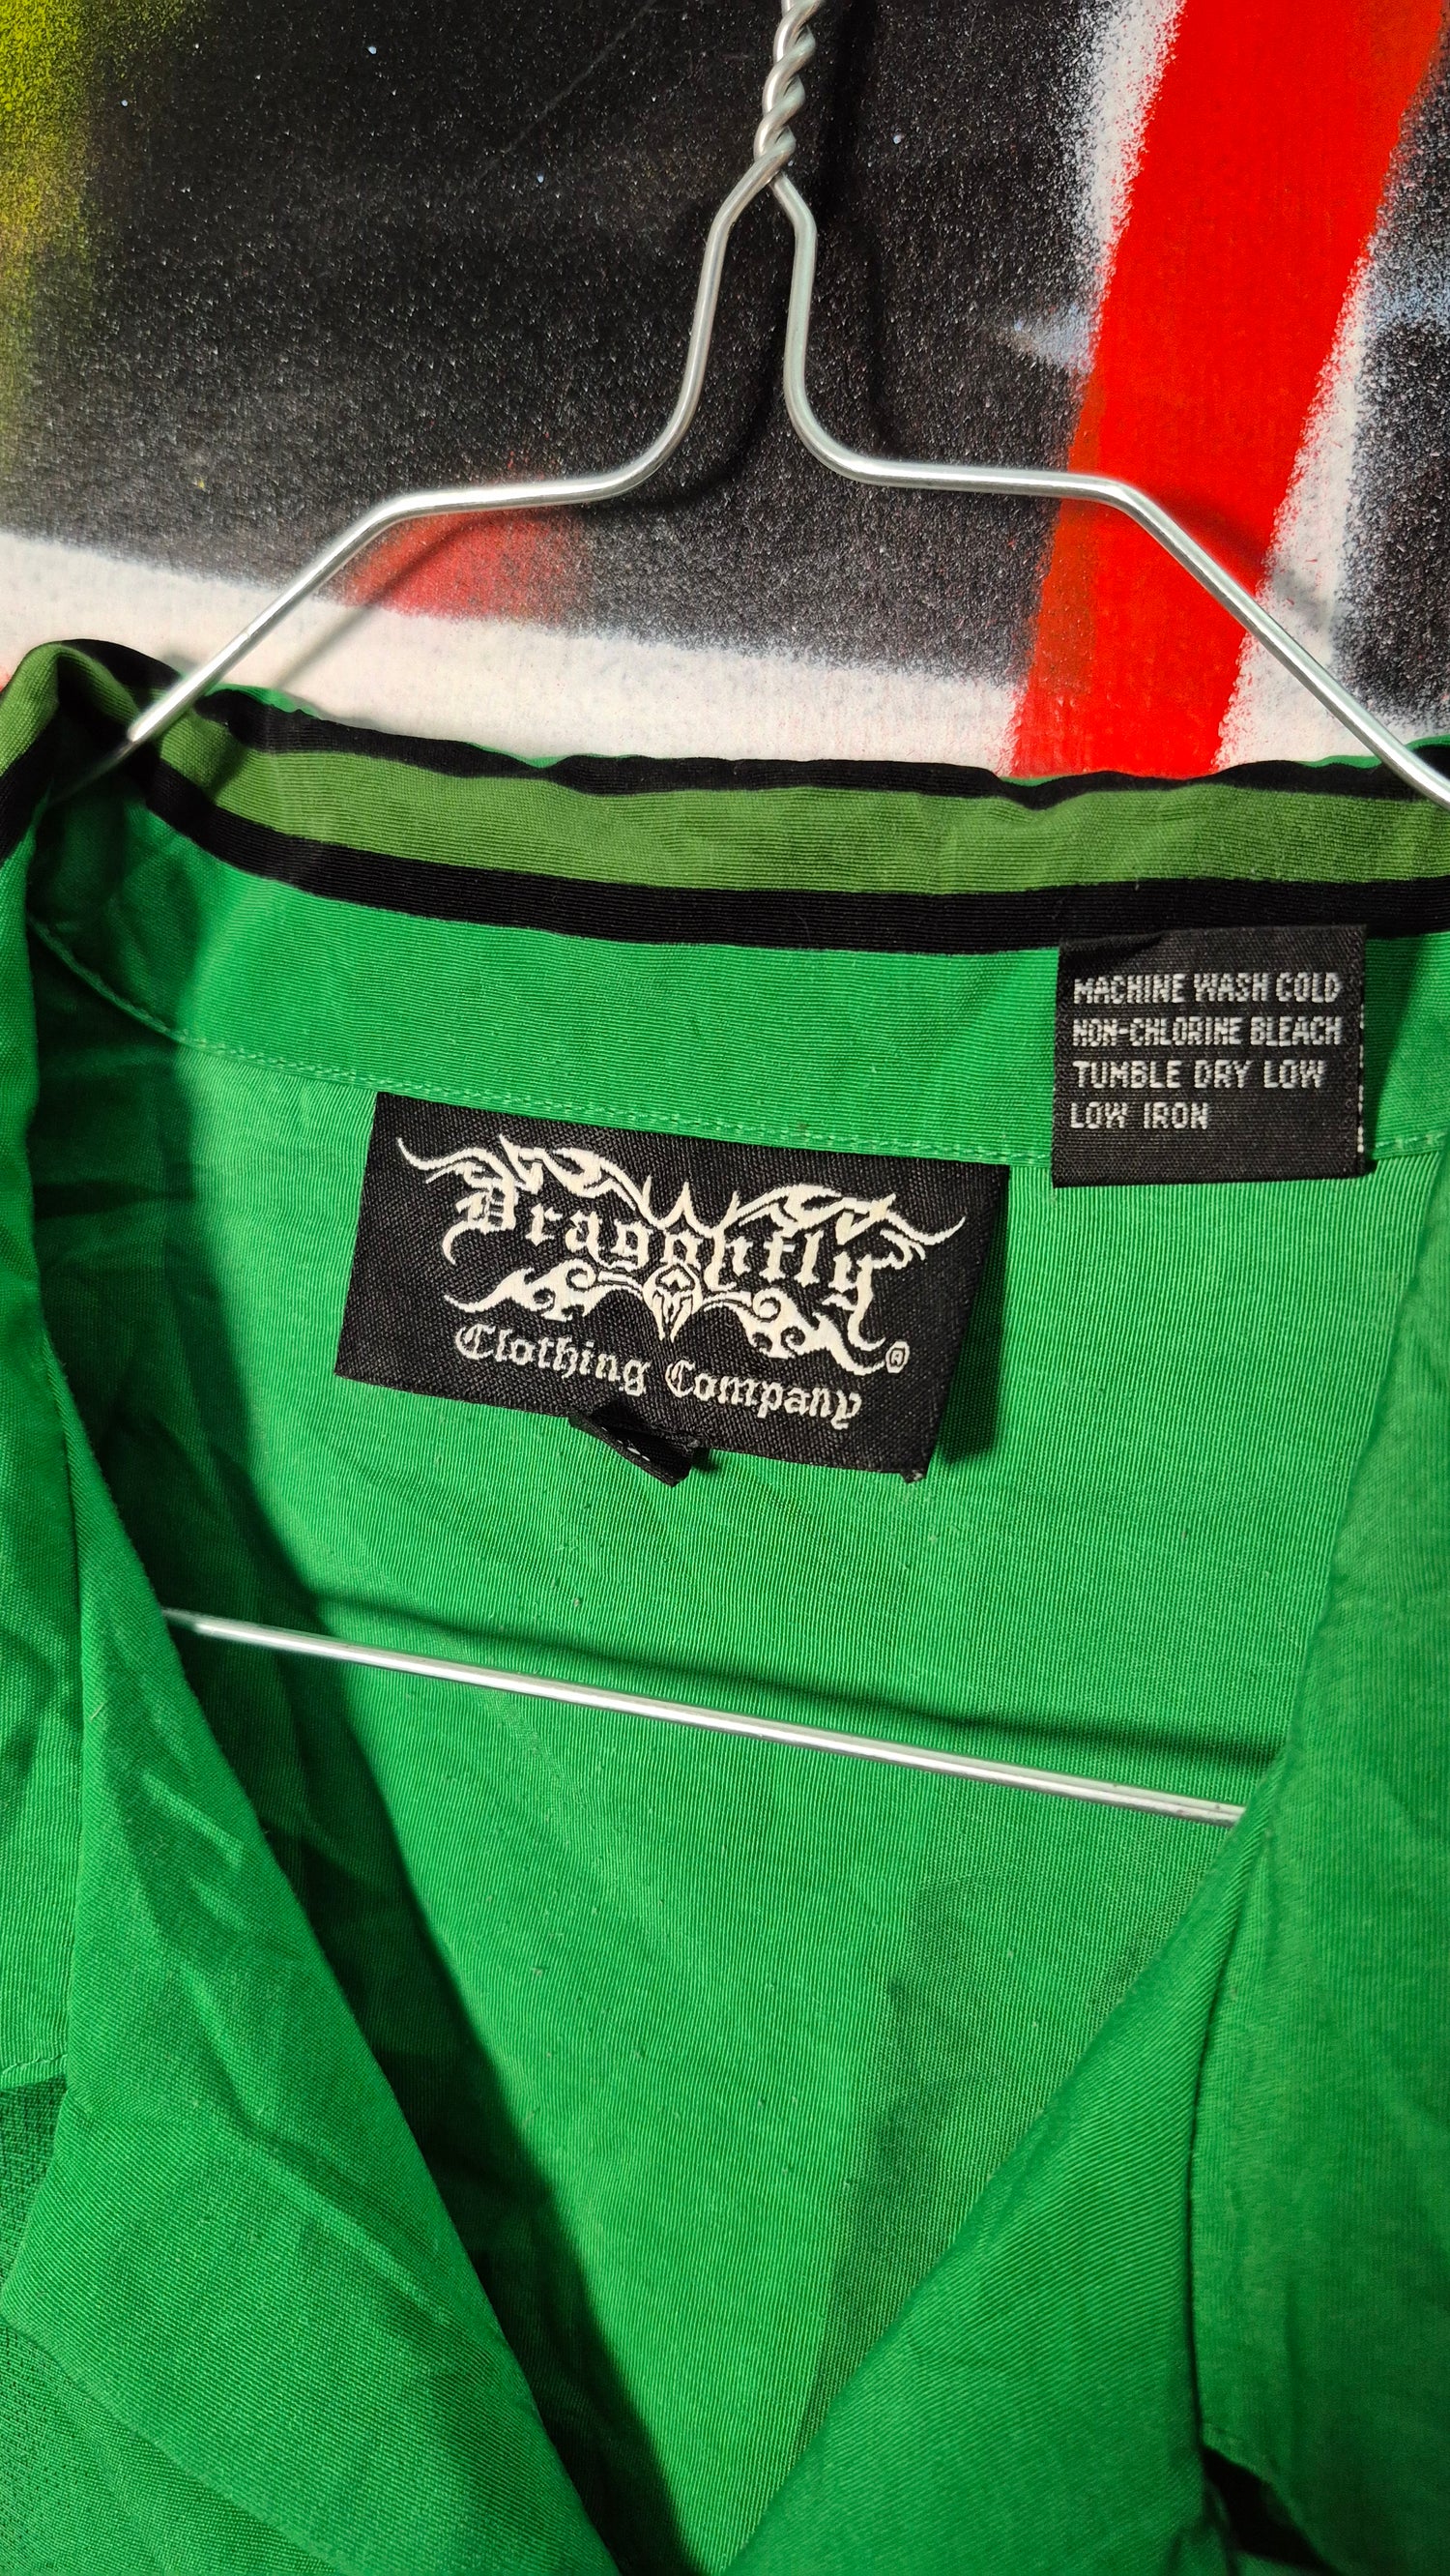 MACHINE WASH COLD
NON-CHLORINE BLEACH
TUMBLE DRY LOW
LOW IRON
Dragonfly
Clothing Company
®